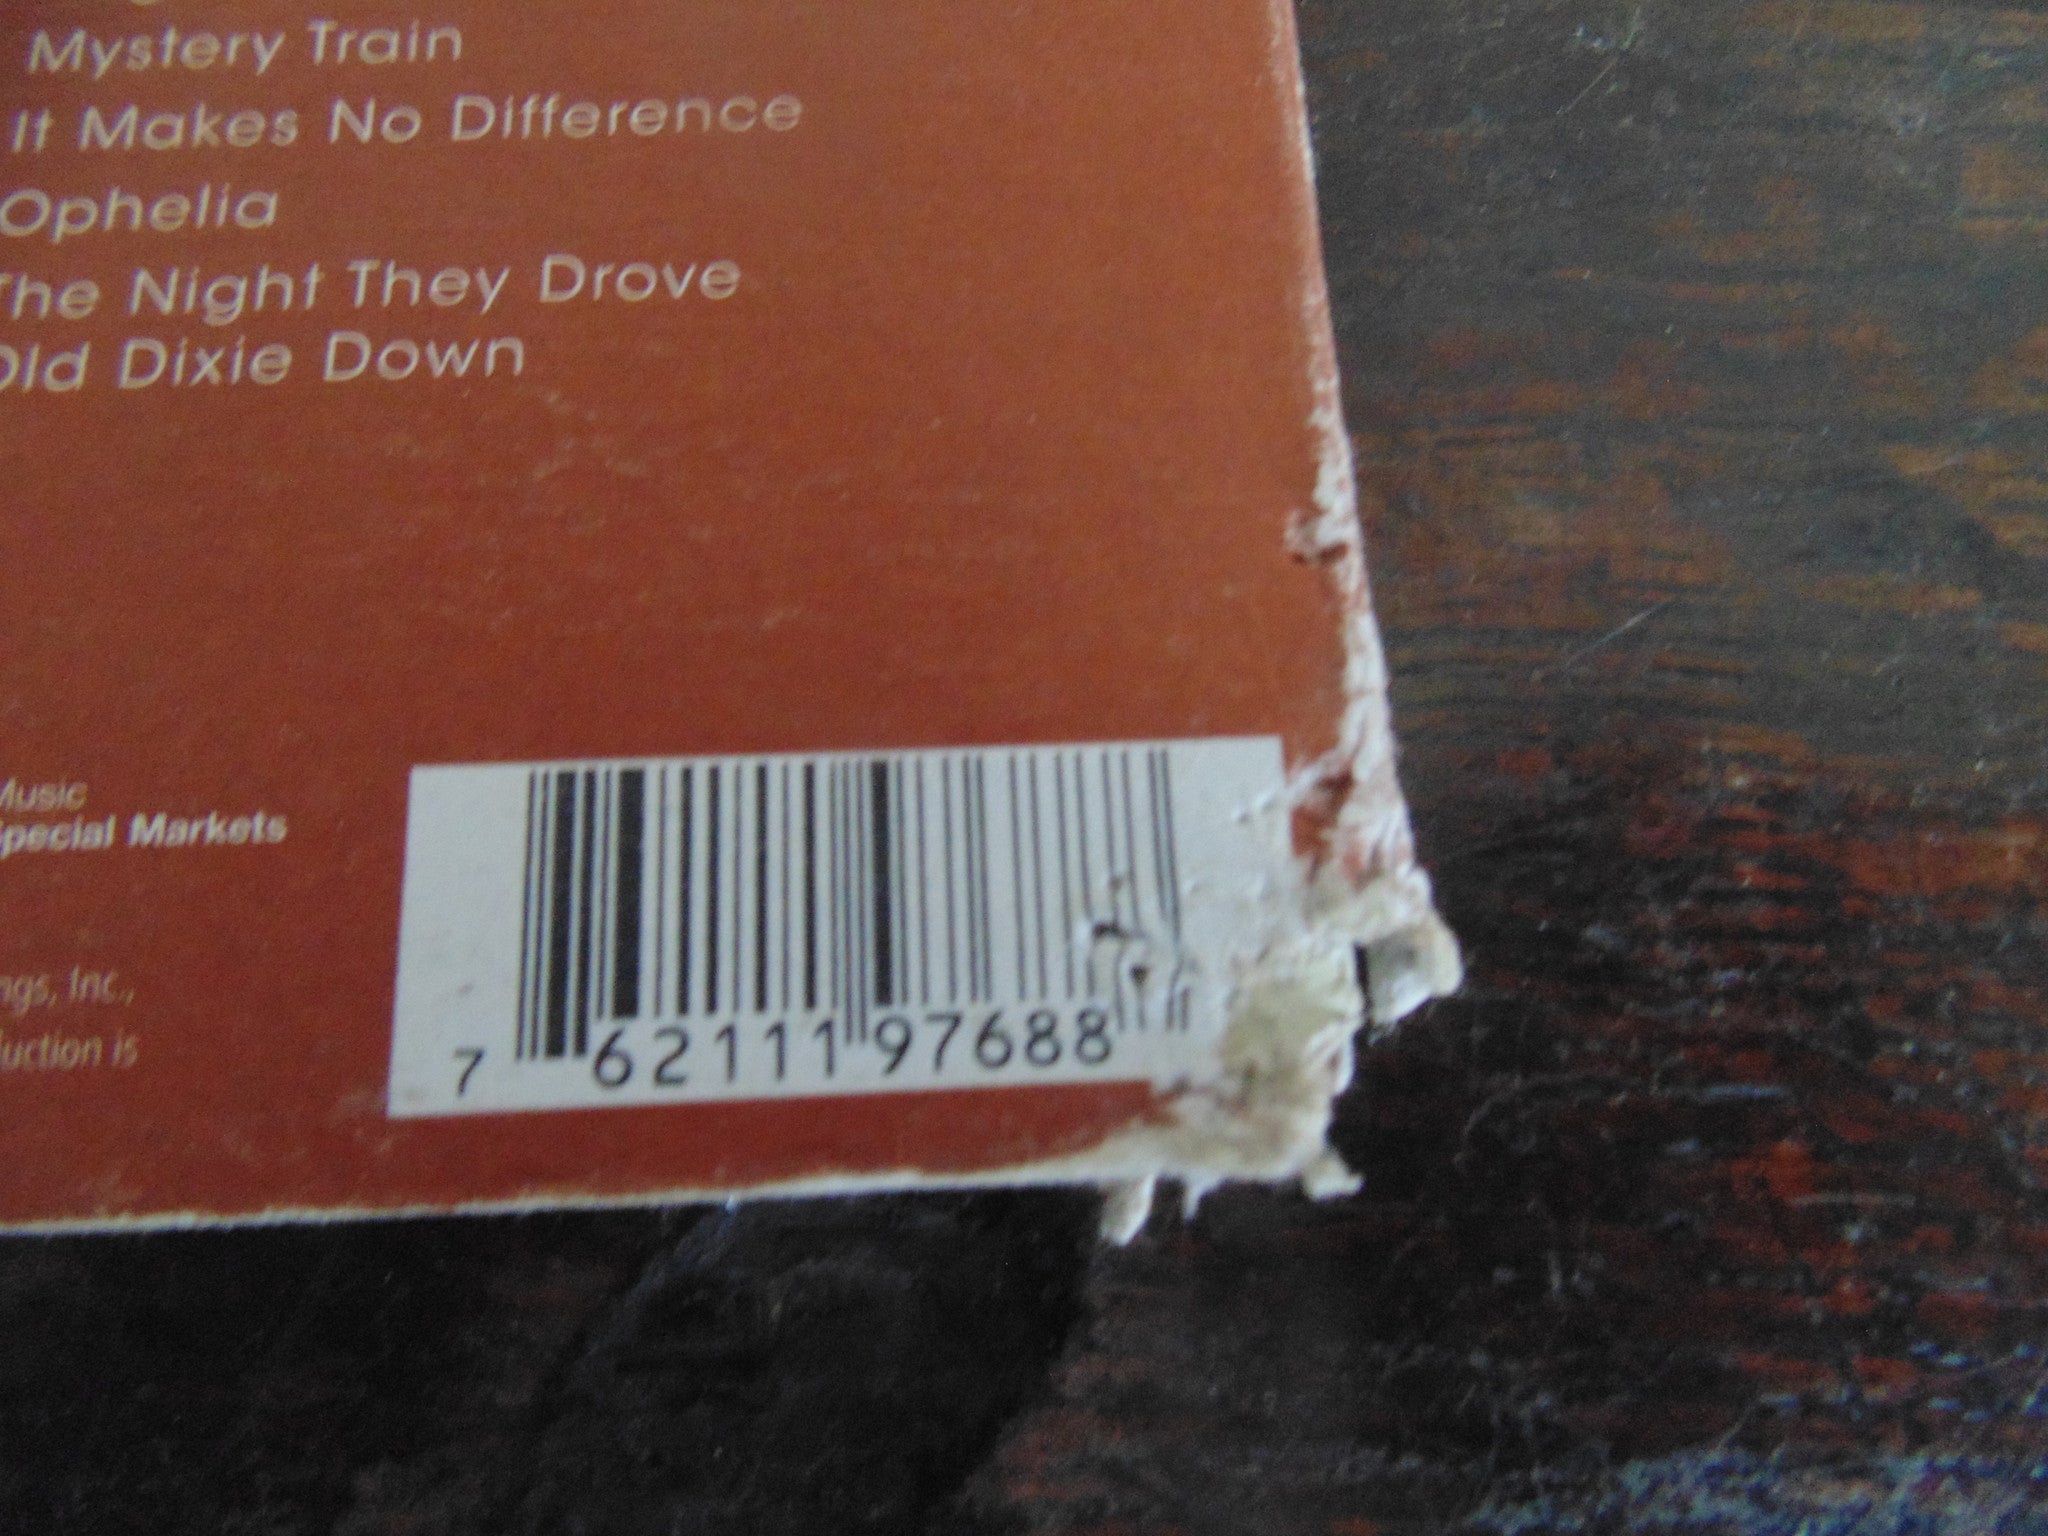 Mystery Train
It Makes No Difference
Ophelia
The Night They Drove
Old Dixie Down
Music
Special Markets
ngs, Inc.,
uction is
7 62111 97688